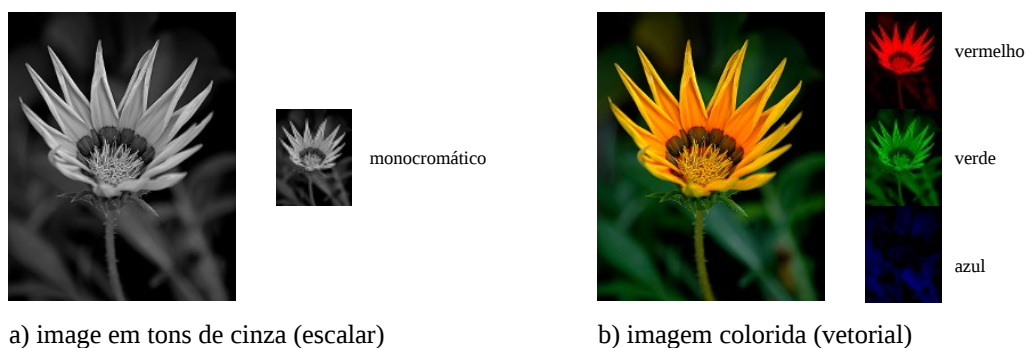 monocromático
vermelho
verde
azul
a) image em tons de cinza (escalar)
b) imagem colorida (vetorial)